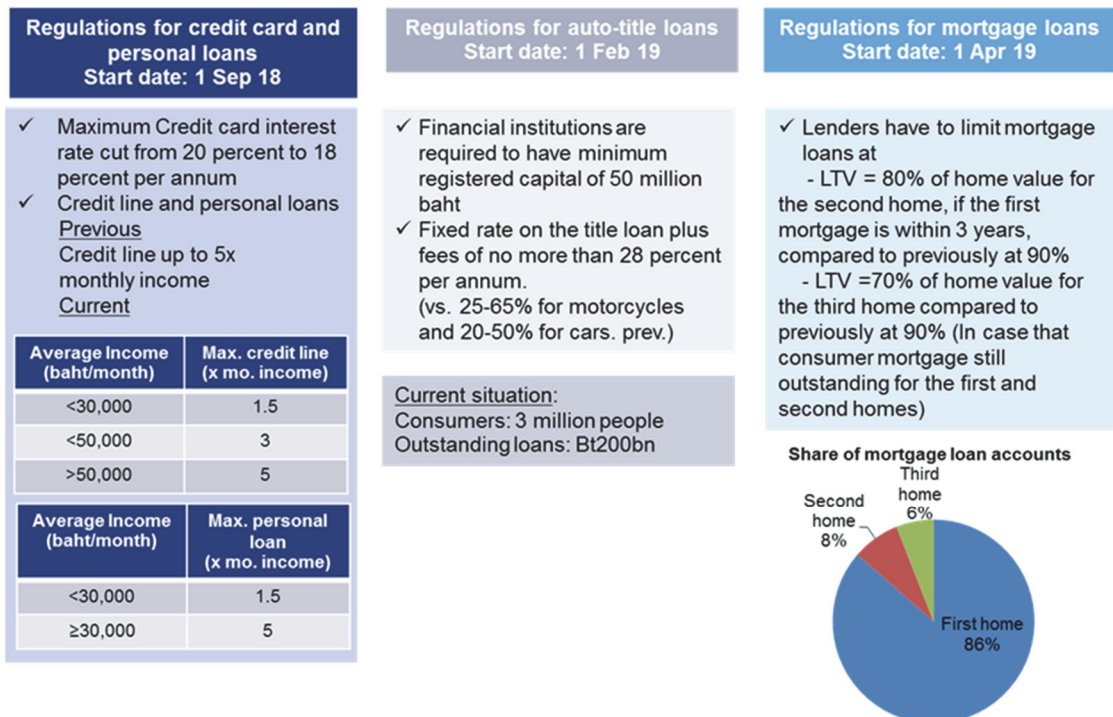 Regulations for credit card and
personal loans
Start date: 1 Sep 18
✓ Maximum Credit card interest
rate cut from 20 percent to 18
percent per annum
✓ Credit line and personal loans
Previous
Credit line up to 5x
monthly income
Current
Average Income
(baht/month)
Max. credit line
(x mo. income)
<30,000
1.5
<50,000
3
>50,000
5
Average Income
(baht/month)
Max. personal
loan
(x mo. income)
<30,000
1.5
≥30,000
5
Regulations for auto-title loans
Start date: 1 Feb 19
✓ Financial institutions are
required to have minimum
registered capital of 50 million
baht
✓ Fixed rate on the title loan plus
fees of no more than 28 percent
per annum.
(vs. 25-65% for motorcycles
and 20-50% for cars. prev.)
Current situation:
Consumers: 3 million people
Outstanding loans: Bt200bn
Regulations for mortgage loans
Start date: 1 Apr 19
✓ Lenders have to limit mortgage
loans at
- LTV = 80% of home value for
the second home, if the first
mortgage is within 3 years,
compared to previously at 90%
- LTV =70% of home value for
the third home compared to
previously at 90% (In case that
consumer mortgage still
outstanding for the first and
second homes)
Share of mortgage loan accounts
Third
home
6%
Second
home
8%
First home
86%